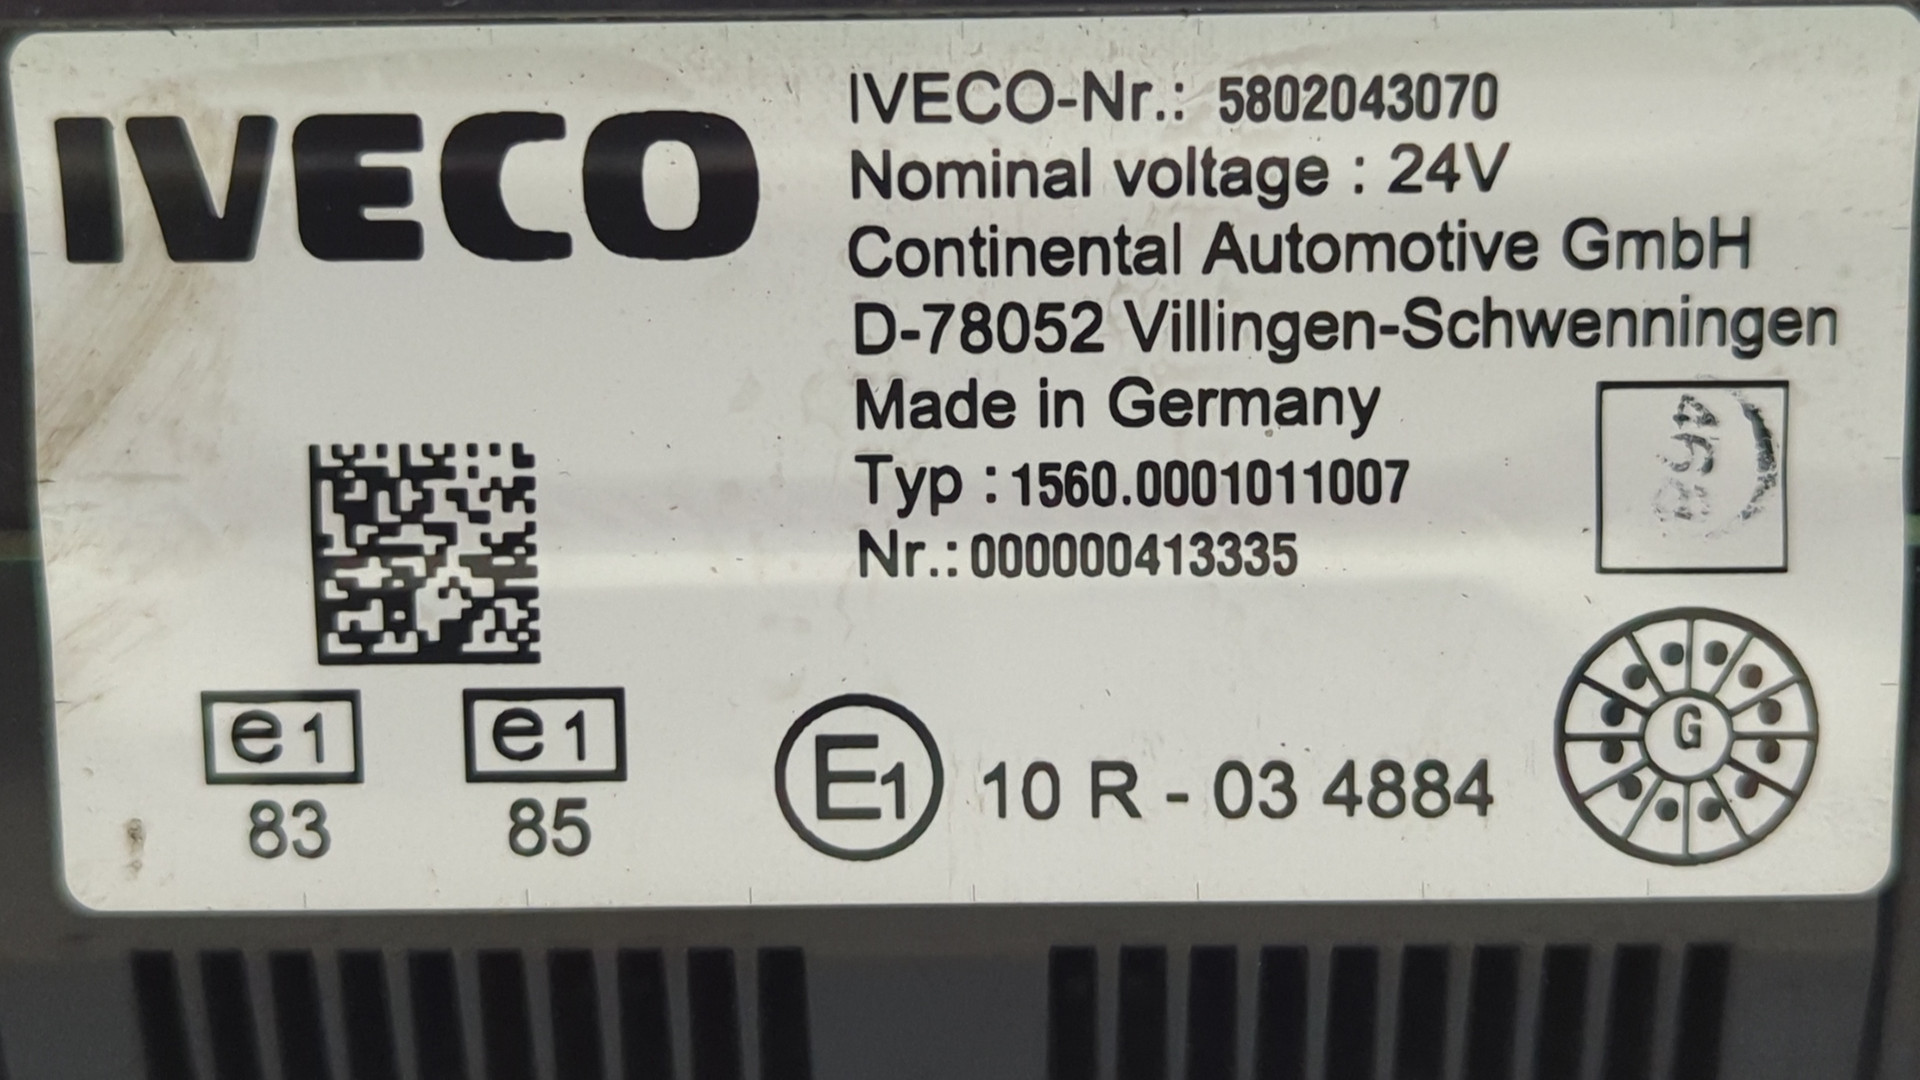 IVECO
IVECO-Nr.: 5802043070
Nominal voltage : 24V
Continental Automotive GmbH
D-78052 Villingen-Schwenningen
Made in Germany
Typ : 1560.0001011007
Nr.: 000000413335
e1
83
e1
85
E1 10 R - 03 4884
G